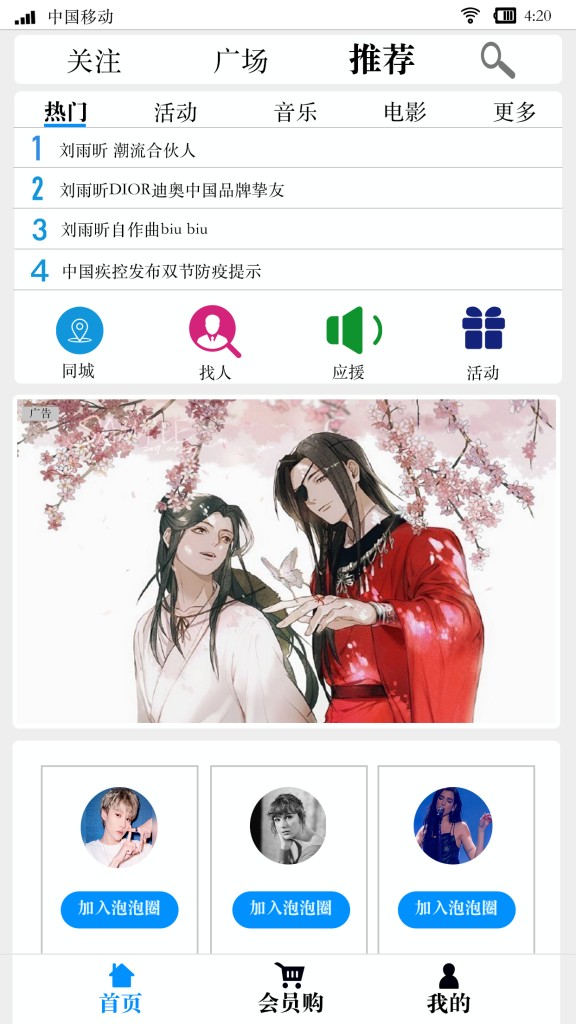 中国移动 4:20
关注 广场 推荐
热门 活动 音乐 电影 更多
1 刘雨昕 潮流合伙人
2 刘雨昕DIOR迪奥中国品牌挚友
3 刘雨昕自作曲biu biu
4 中国疾控发布双节防疫提示
同城 找人 应援 活动
广告
加入泡泡圈 加入泡泡圈 加入泡泡圈
首页 会员购 我的